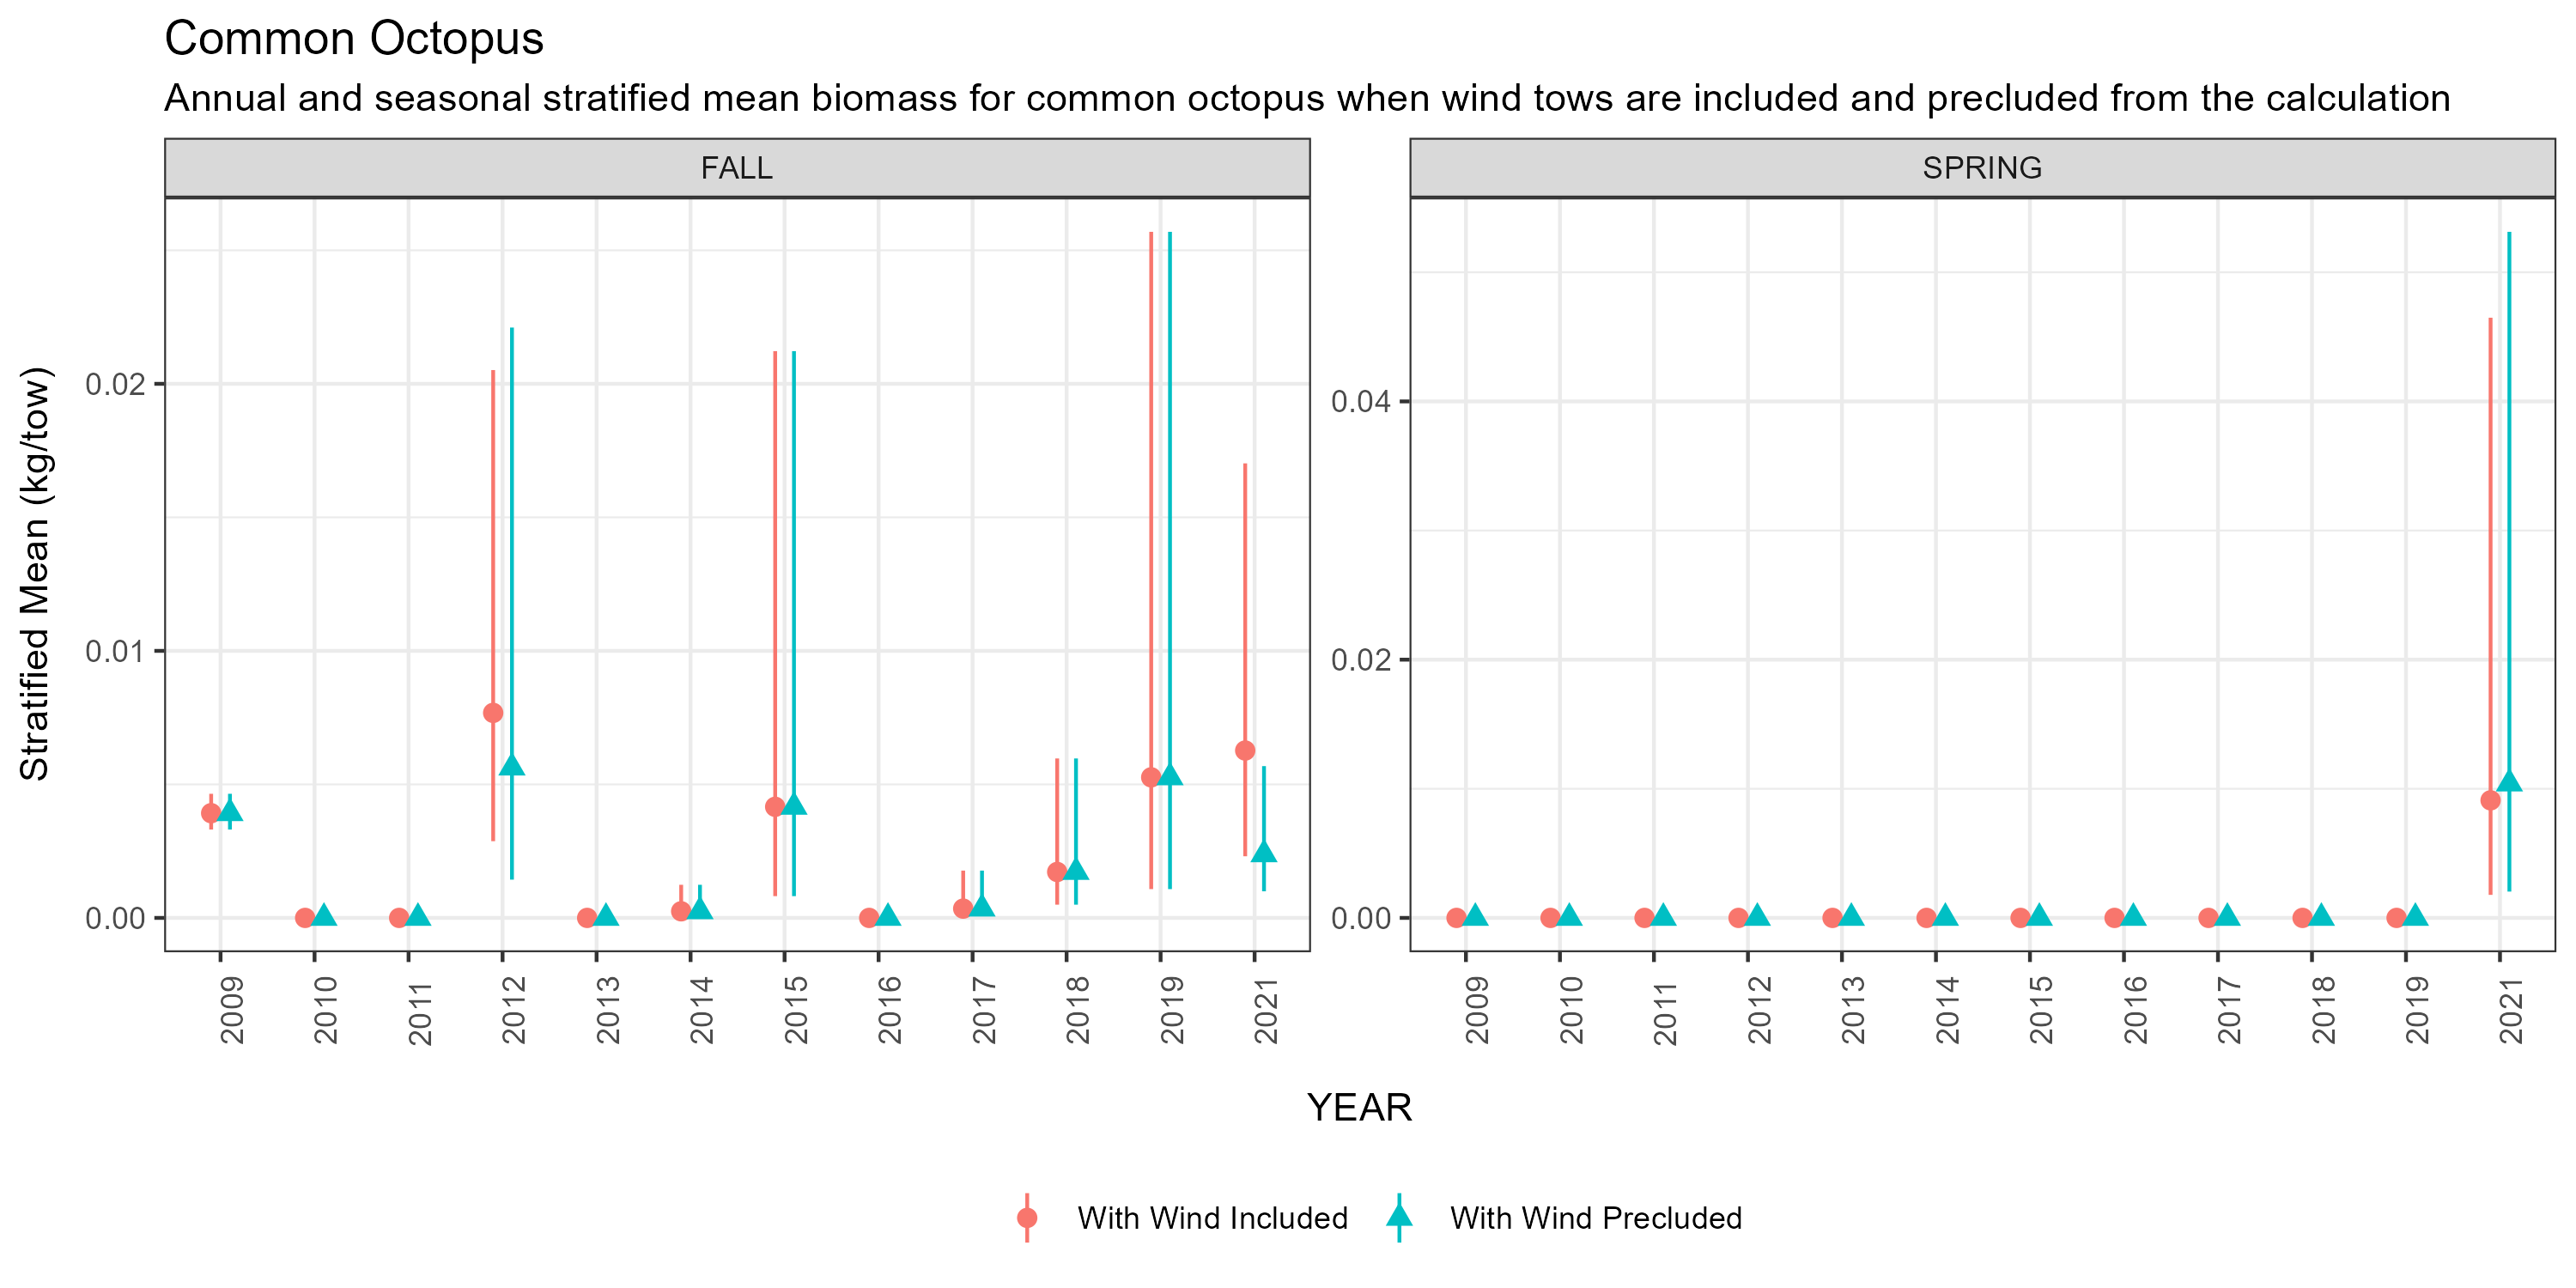 Common Octopus
Annual and seasonal stratified mean biomass for common octopus when wind tows are included and precluded from the calculation
FALL
SPRING
Stratified Mean (kg/tow)
0.02
0.01
0.00
0.04
0.02
0.00
2009 2010 2011 2012 2013 2014 2015 2016 2017 2018 2019 2021
2009 2010 2011 2012 2013 2014 2015 2016 2017 2018 2019 2021
YEAR
With Wind Included With Wind Precluded